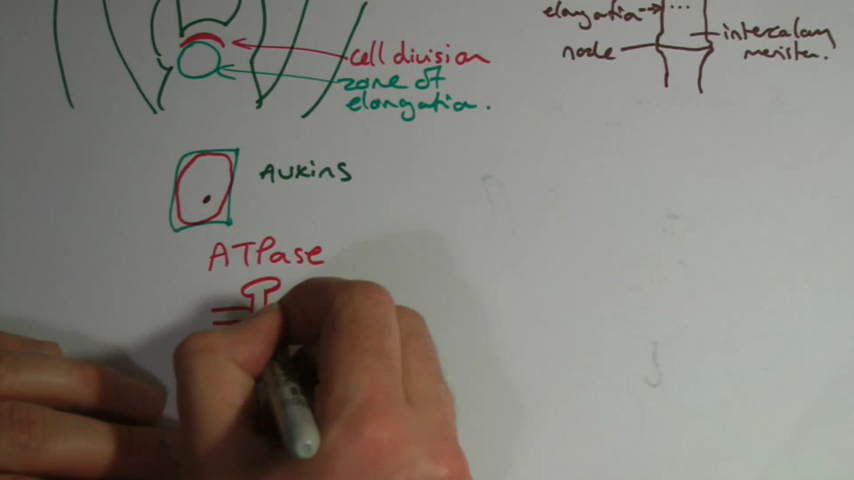 cell division
zone of
elongation.
elongation
node
intercalary
meristem.
Auxins
ATPase